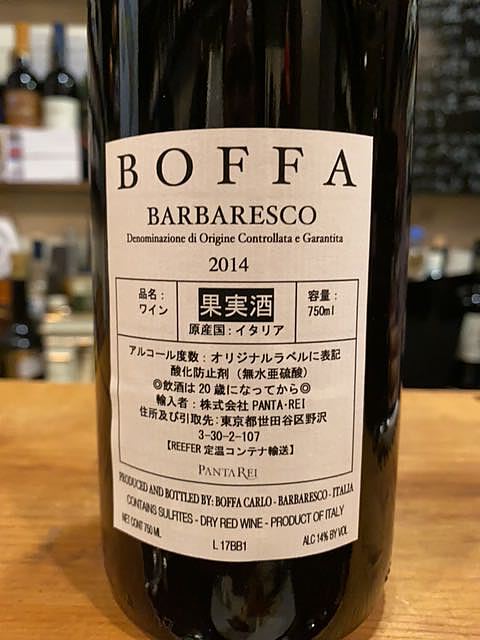 BOFFA
BARBARESCO
Denominazione di Origine Controllata e Garantita
2014
品名：
ワイン
果実酒
原産国：イタリア
容量：
750ml
アルコール度数：オリジナルラベルに表記
酸化防止剤（無水亜硫酸）
◎飲酒は20歳になってから◎
輸入者：株式会社 PANTA・REI
住所及び引取先：東京都世田谷区野沢
3-30-2-107
【REEFER 定温コンテナ輸送】
PANTA REI
PRODUCED AND BOTTLED BY: BOFFA CARLO - BARBARESCO - ITALIA
CONTAINS SULFITES - DRY RED WINE - PRODUCT OF ITALY
NET CONT 750 ML
ALC 14% BY VOL
L 17BB1